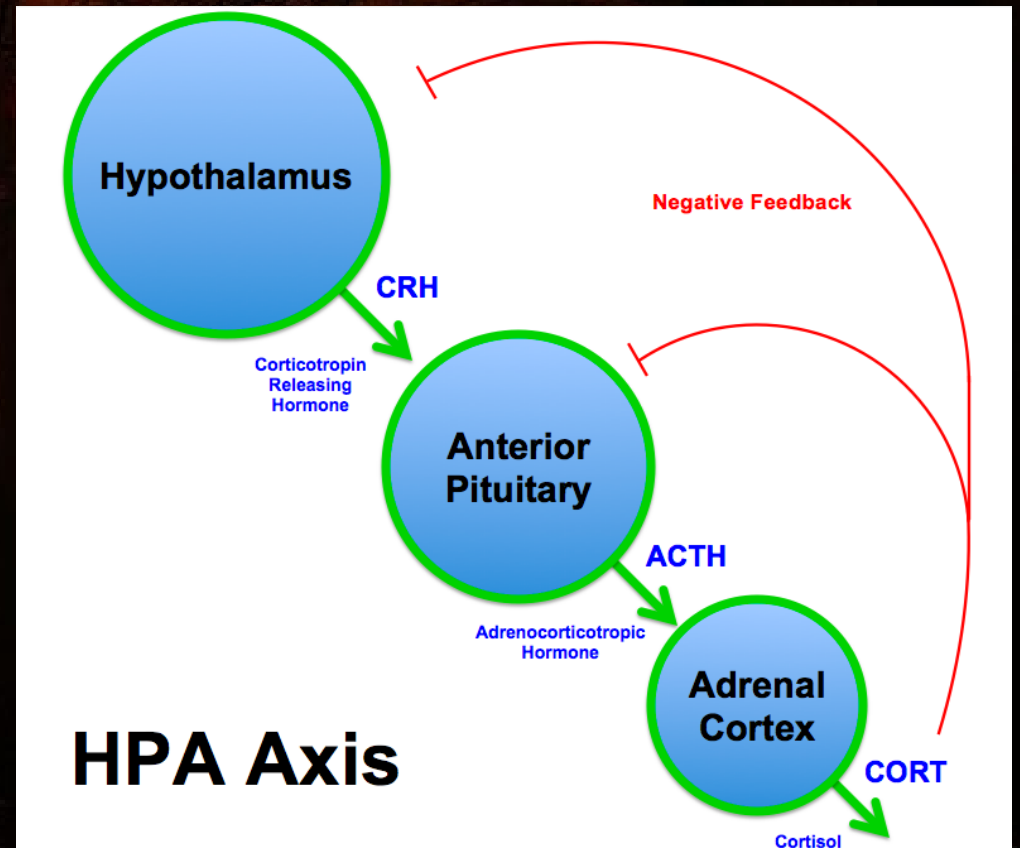 Hypothalamus
Negative Feedback
CRH
Corticotropin
Releasing
Hormone
Anterior
Pituitary
ACTH
Adrenocorticotropic
Hormone
Adrenal
Cortex
HPA Axis
CORT
Cortisol